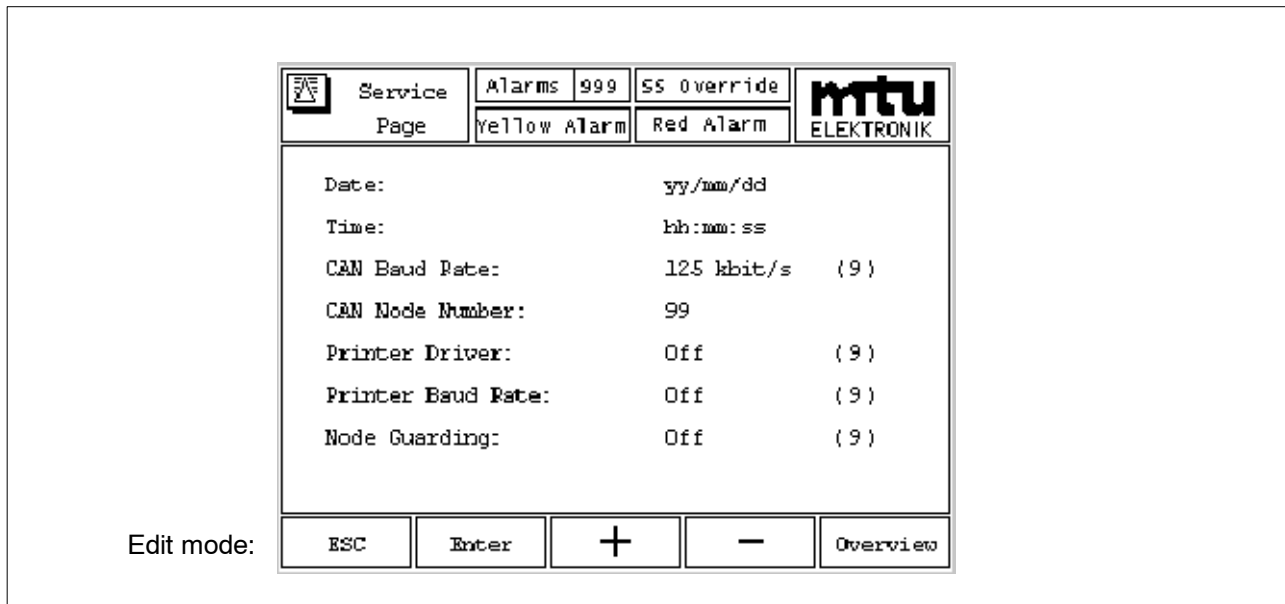 Service Page
Alarms 999
SS Override
Yellow Alarm
Red Alarm
mtu
ELEKTRONIK
Date: yy/mm/dd
Time: hh:mm:ss
CAN Baud Rate: 125 kbit/s (9)
CAN Node Number: 99
Printer Driver: Off (9)
Printer Baud Rate: Off (9)
Node Guarding: Off (9)
Edit mode: ESC Enter + − Overview